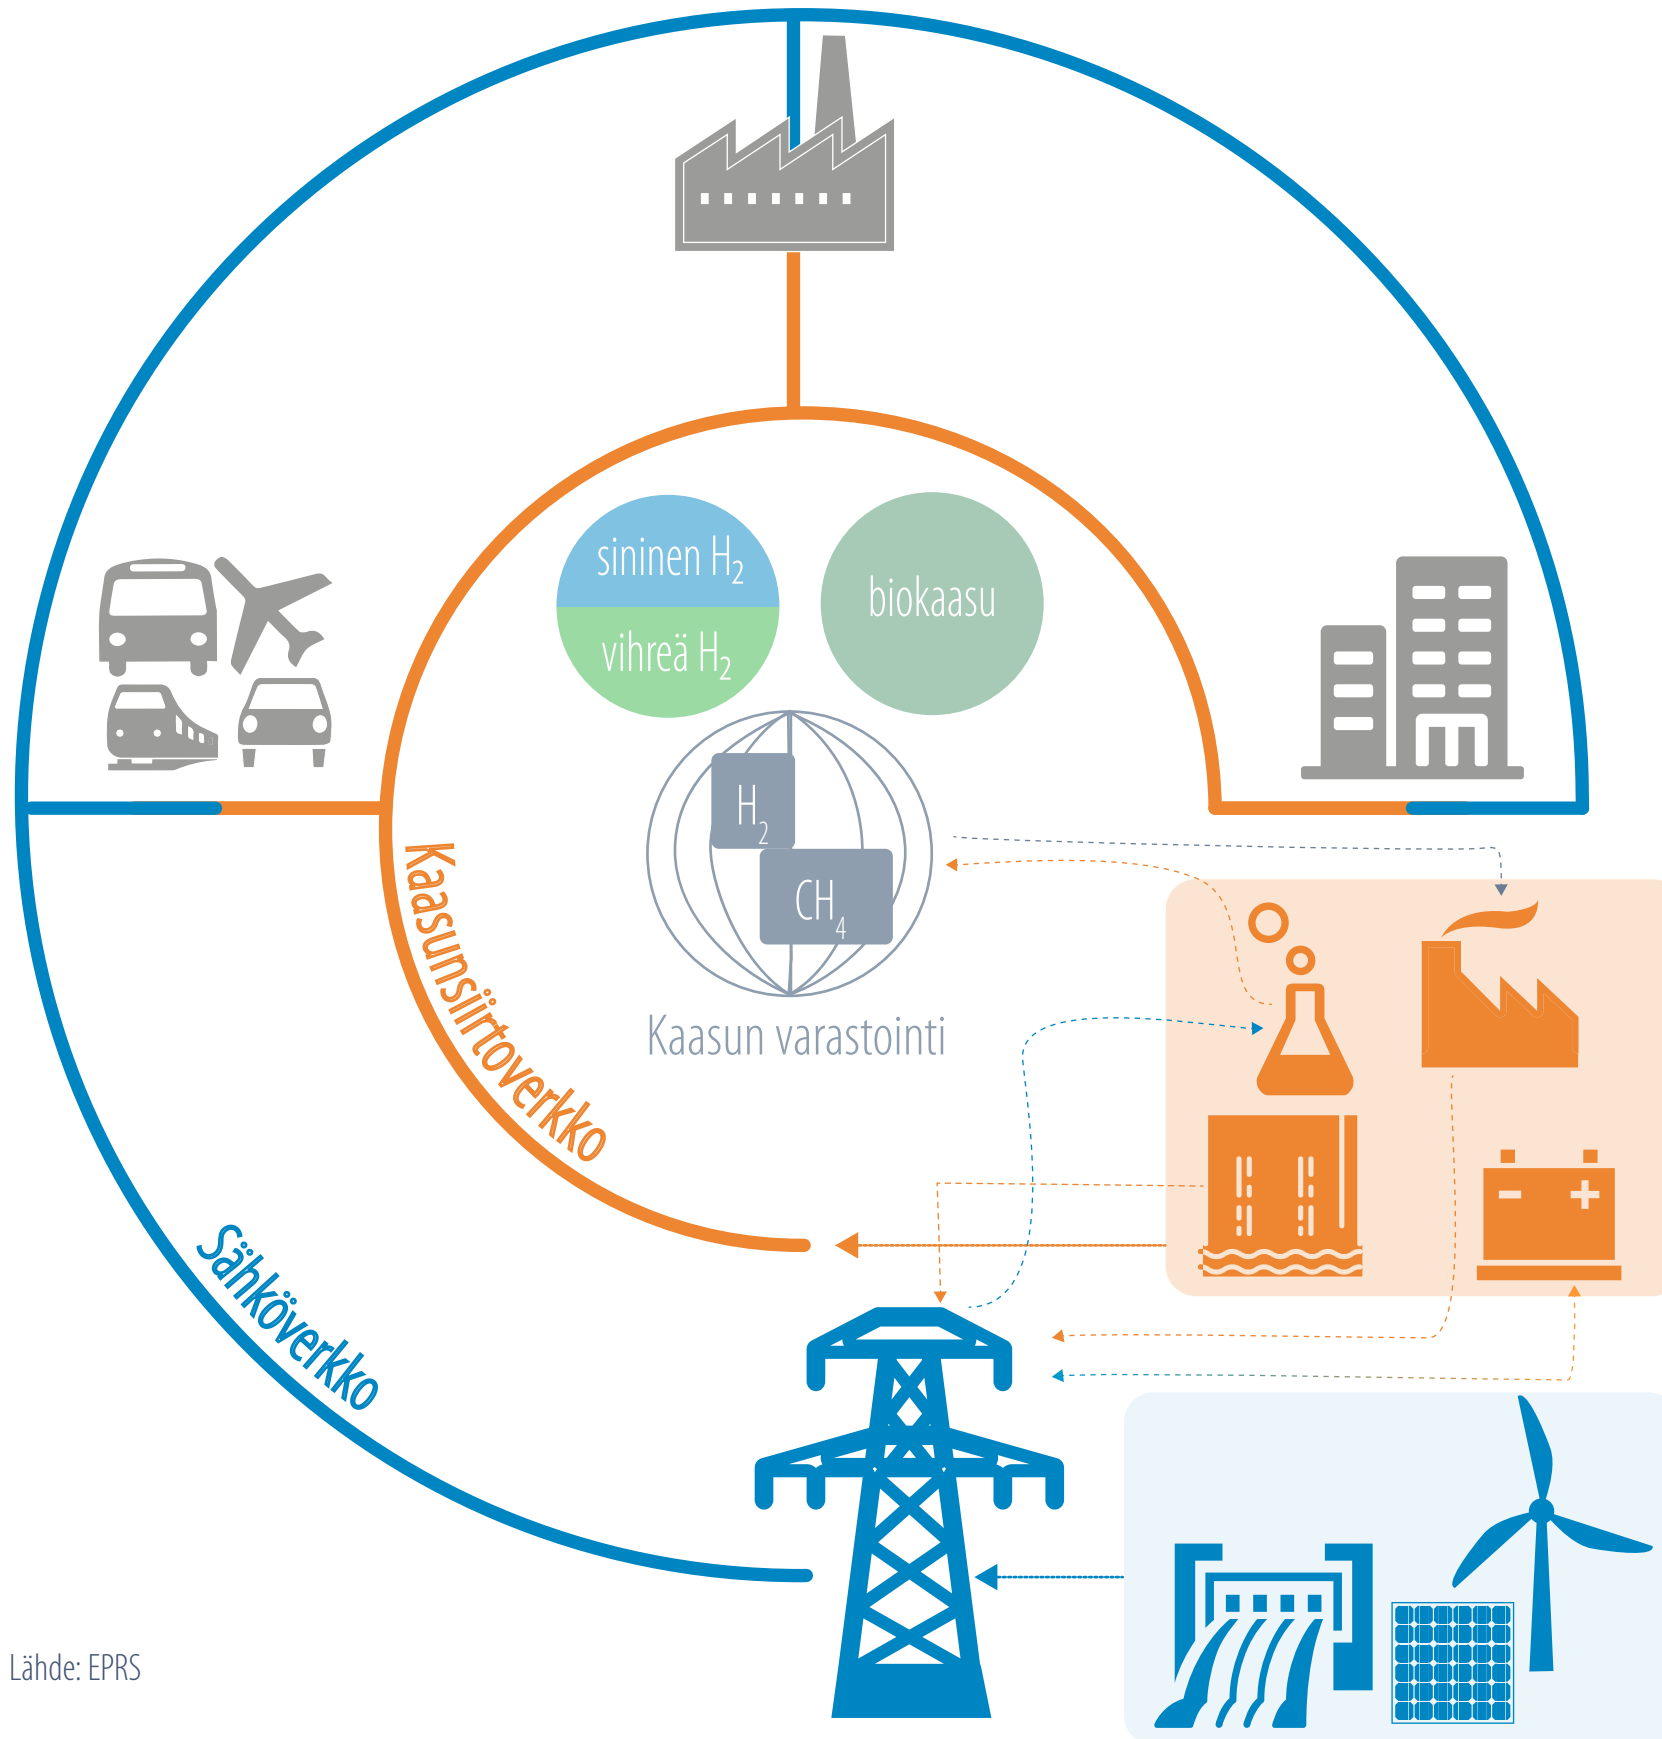 sininen H₂
vihreä H₂
biokaasu
H₂
CH₄
Kaasun varastointi
Kaasunsiirtoverkko
Sähköverkko
Lähde: EPRS